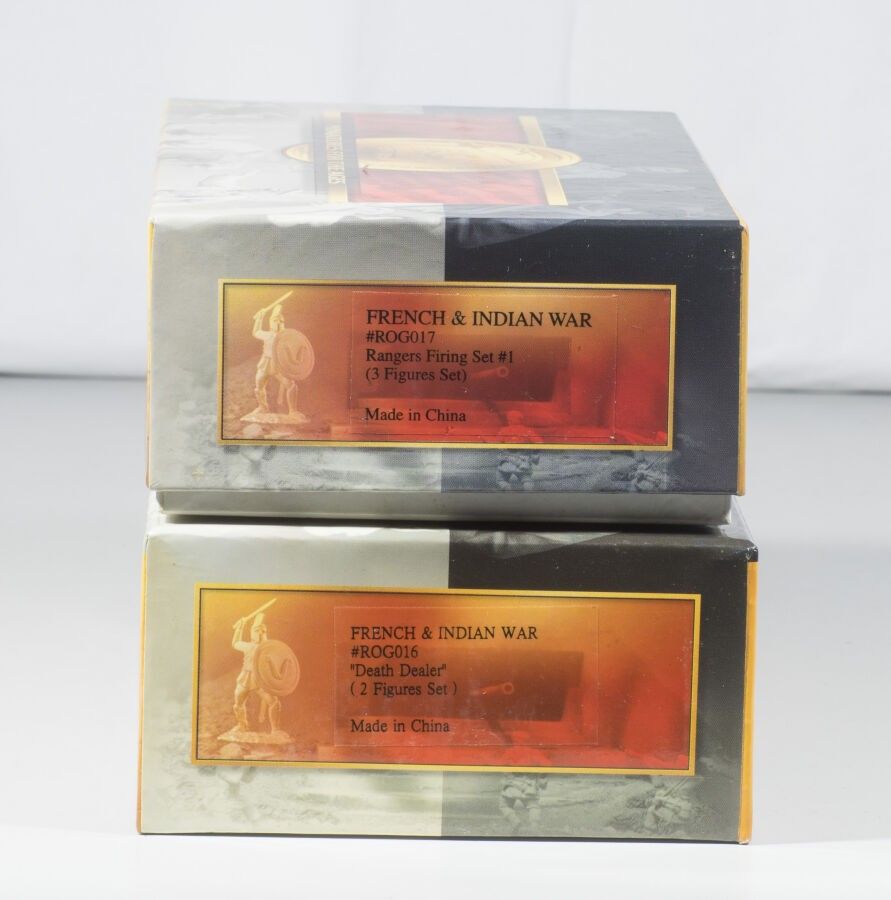 FRENCH & INDIAN WAR
#ROG017
Rangers Firing Set #1
(3 Figures Set)
Made in China
FRENCH & INDIAN WAR
#ROG016
"Death Dealer"
( 2 Figures Set )
Made in China